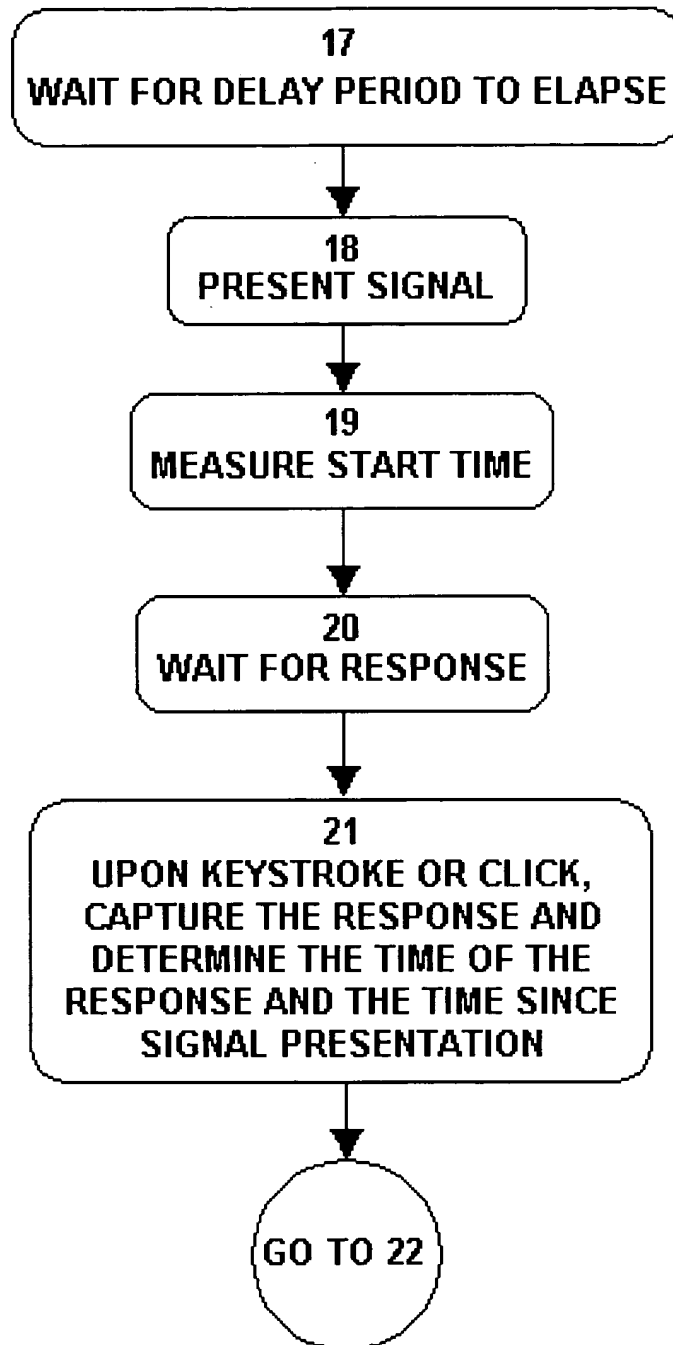 17
WAIT FOR DELAY PERIOD TO ELAPSE
18
PRESENT SIGNAL
19
MEASURE START TIME
20
WAIT FOR RESPONSE
21
UPON KEYSTROKE OR CLICK,
CAPTURE THE RESPONSE AND
DETERMINE THE TIME OF THE
RESPONSE AND THE TIME SINCE
SIGNAL PRESENTATION
GO TO 22